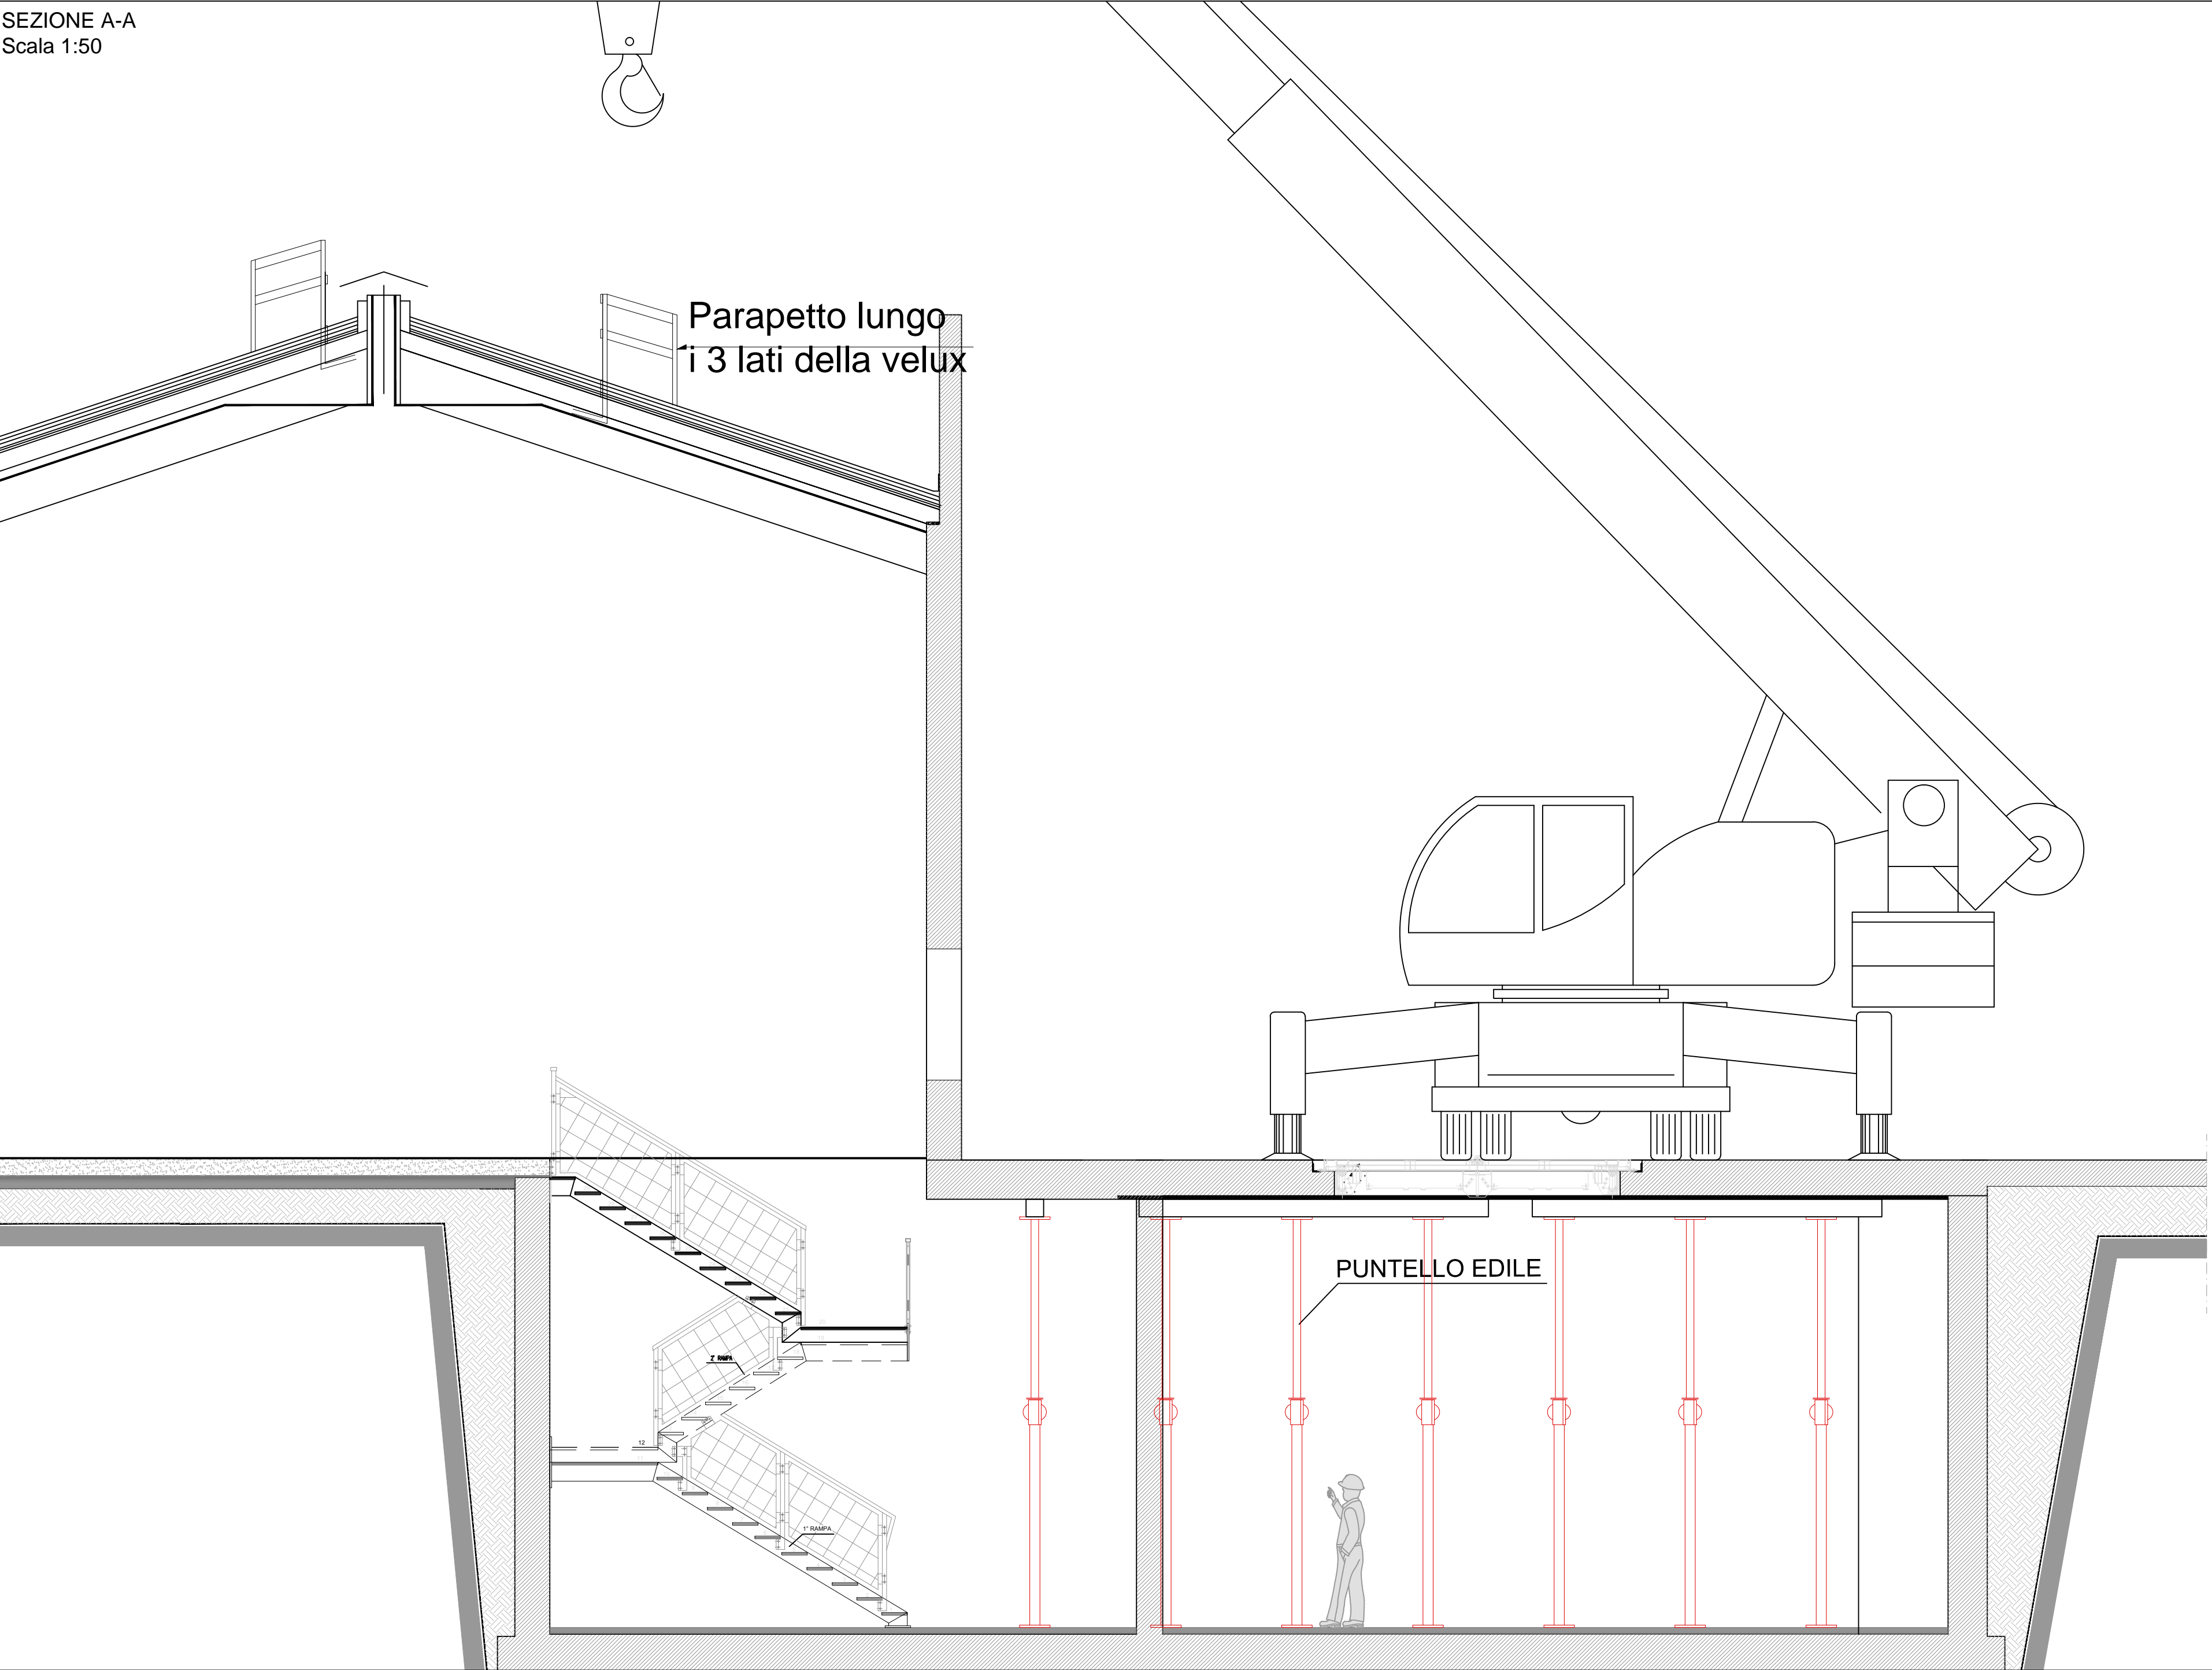 SEZIONE A-A
Scala 1:50
Parapetto lungo
i 3 lati della velux
PUNTELLO EDILE
2° RAMPA
12
1° RAMPA